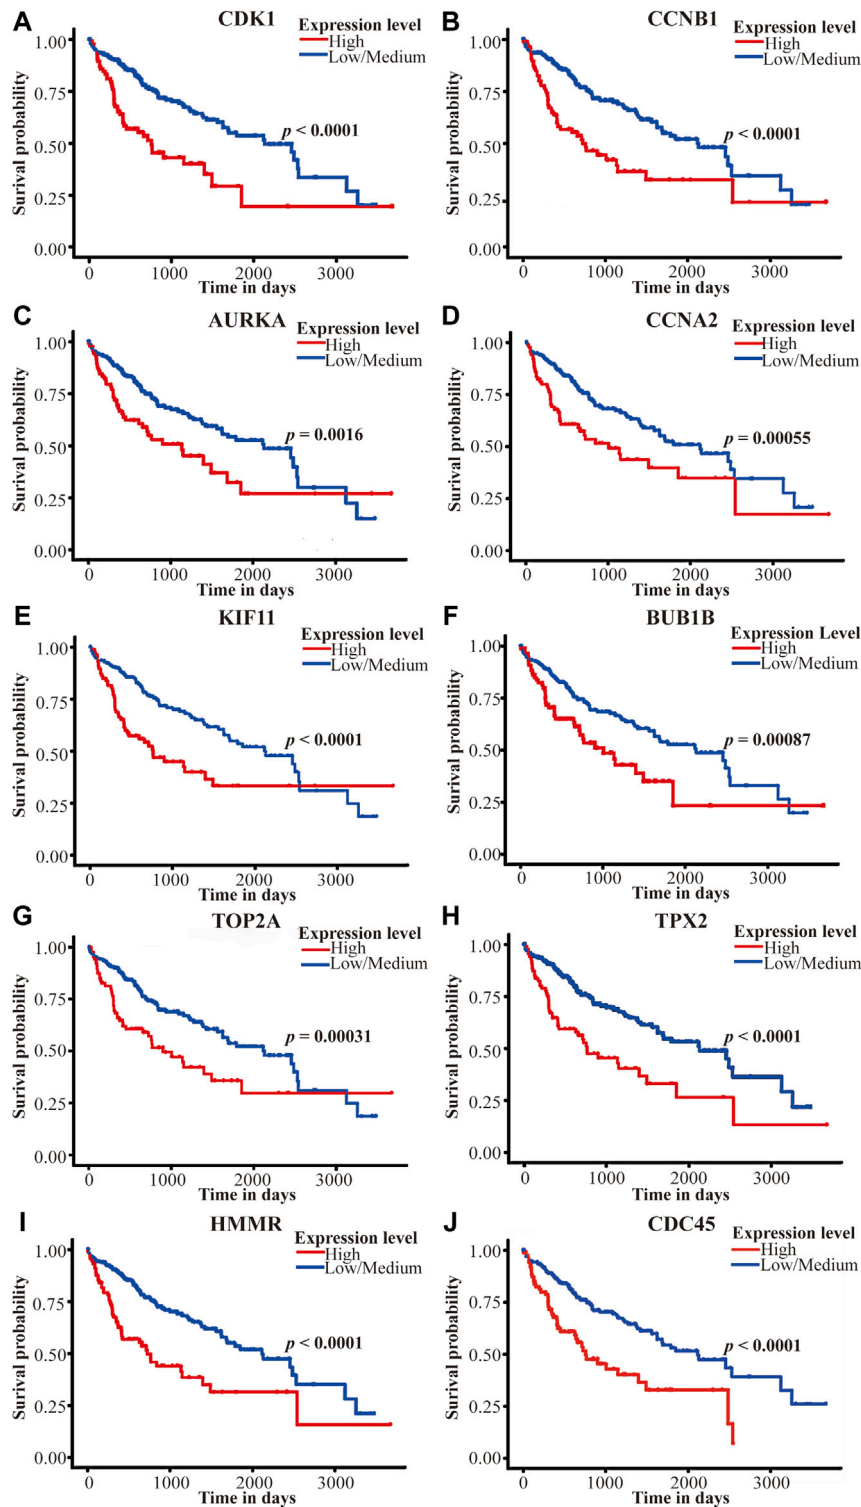 A
CDK1
Expression level
High
Low/Medium
Surival probability
1.00
0.75
0.50
0.25
0.00
p < 0.0001
0 1000 2000 3000
Time in days
B
CCNB1
Expression level
High
Low/Medium
Surival probability
1.00
0.75
0.50
0.25
0.00
p < 0.0001
0 1000 2000 3000
Time in days
C
AURKA
Expression level
High
Low/Medium
Surival probability
1.00
0.75
0.50
0.25
0.00
p = 0.0016
0 1000 2000 3000
Time in days
D
CCNA2
Expression level
High
Low/Medium
Surival probability
1.00
0.75
0.50
0.25
0.00
p = 0.00055
0 1000 2000 3000
Time in days
E
KIF11
Expression level
High
Low/Medium
Surival probability
1.00
0.75
0.50
0.25
0.00
p < 0.0001
0 1000 2000 3000
Time in days
F
BUB1B
Expression Level
High
Low/Medium
Surival probability
1.00
0.75
0.50
0.25
0.00
p = 0.00087
0 1000 2000 3000
Time in days
G
TOP2A
Expression level
High
Low/Medium
Surival probability
1.00
0.75
0.50
0.25
0.00
p = 0.00031
0 1000 2000 3000
Time in days
H
TPX2
Expression level
High
Low/Medium
Surival probability
1.00
0.75
0.50
0.25
0.00
p < 0.0001
0 1000 2000 3000
Time in days
I
HMMR
Expression level
High
Low/Medium
Surival probability
1.00
0.75
0.50
0.25
0.00
p < 0.0001
0 1000 2000 3000
Time in days
J
CDC45
Expression level
High
Low/Medium
Surival probability
1.00
0.75
0.50
0.25
0.00
p < 0.0001
0 1000 2000 3000
Time in days